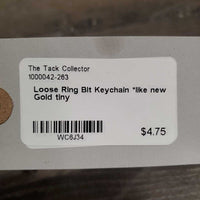 The Tack Collector
1000042-263
Loose Ring Bit Keychain *like new
Gold tiny
$4.75
WC8J34